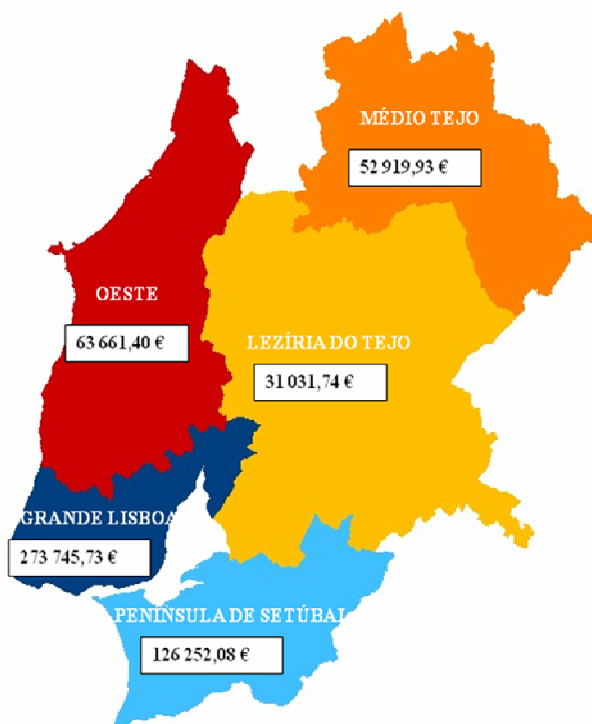 MÉDIO TEJO
52 919,93 €
OESTE
63 661,40 €
LEZÍRIA DO TEJO
31 031,74 €
GRANDE LISBOA
273 745,73 €
PENÍNSULA DE SETÚBAL
126 252,08 €